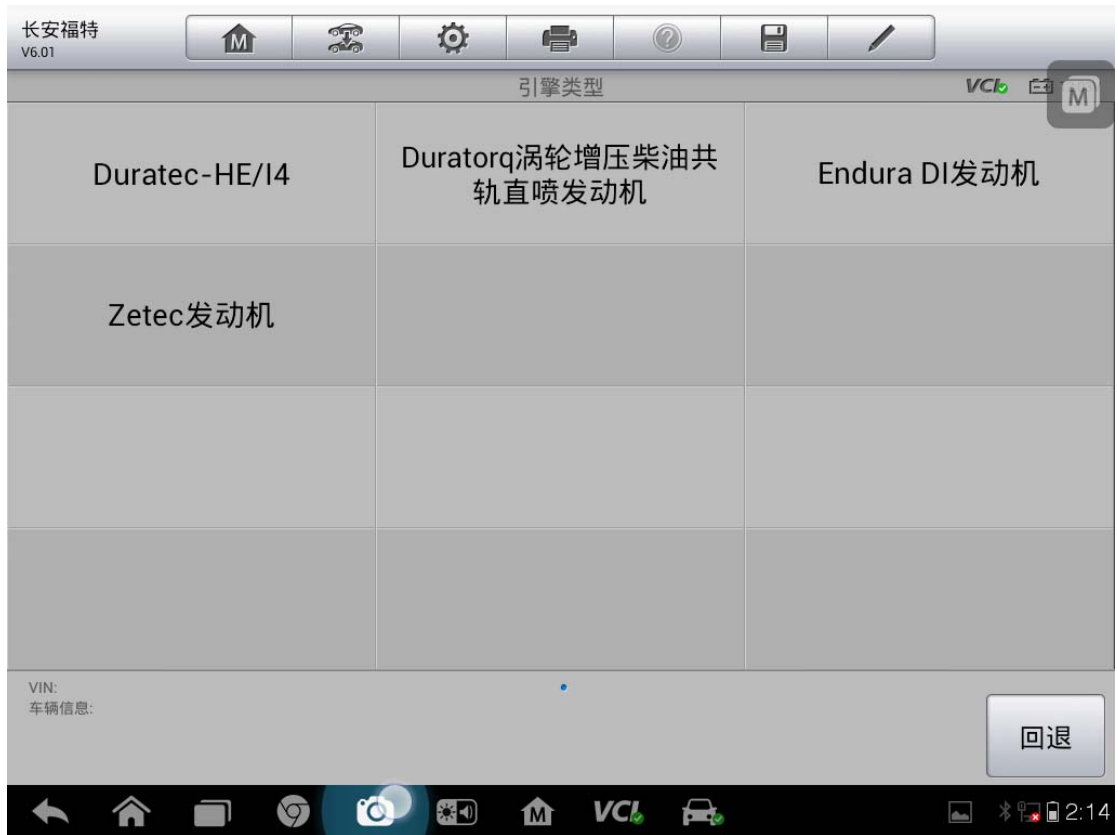 长安福特
V6.01
M
引擎类型
VCI
M
Duratec-HE/I4
Duratorq涡轮增压柴油共
轨直喷发动机
Endura DI发动机
Zetec发动机
VIN:
车辆信息:
回退
M
VCI
2:14